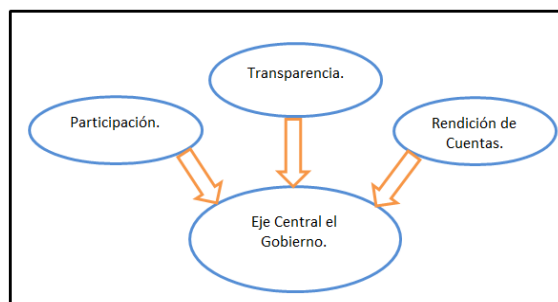 Transparencia.
Participación.
Rendición de
Cuentas.
Eje Central el
Gobierno.